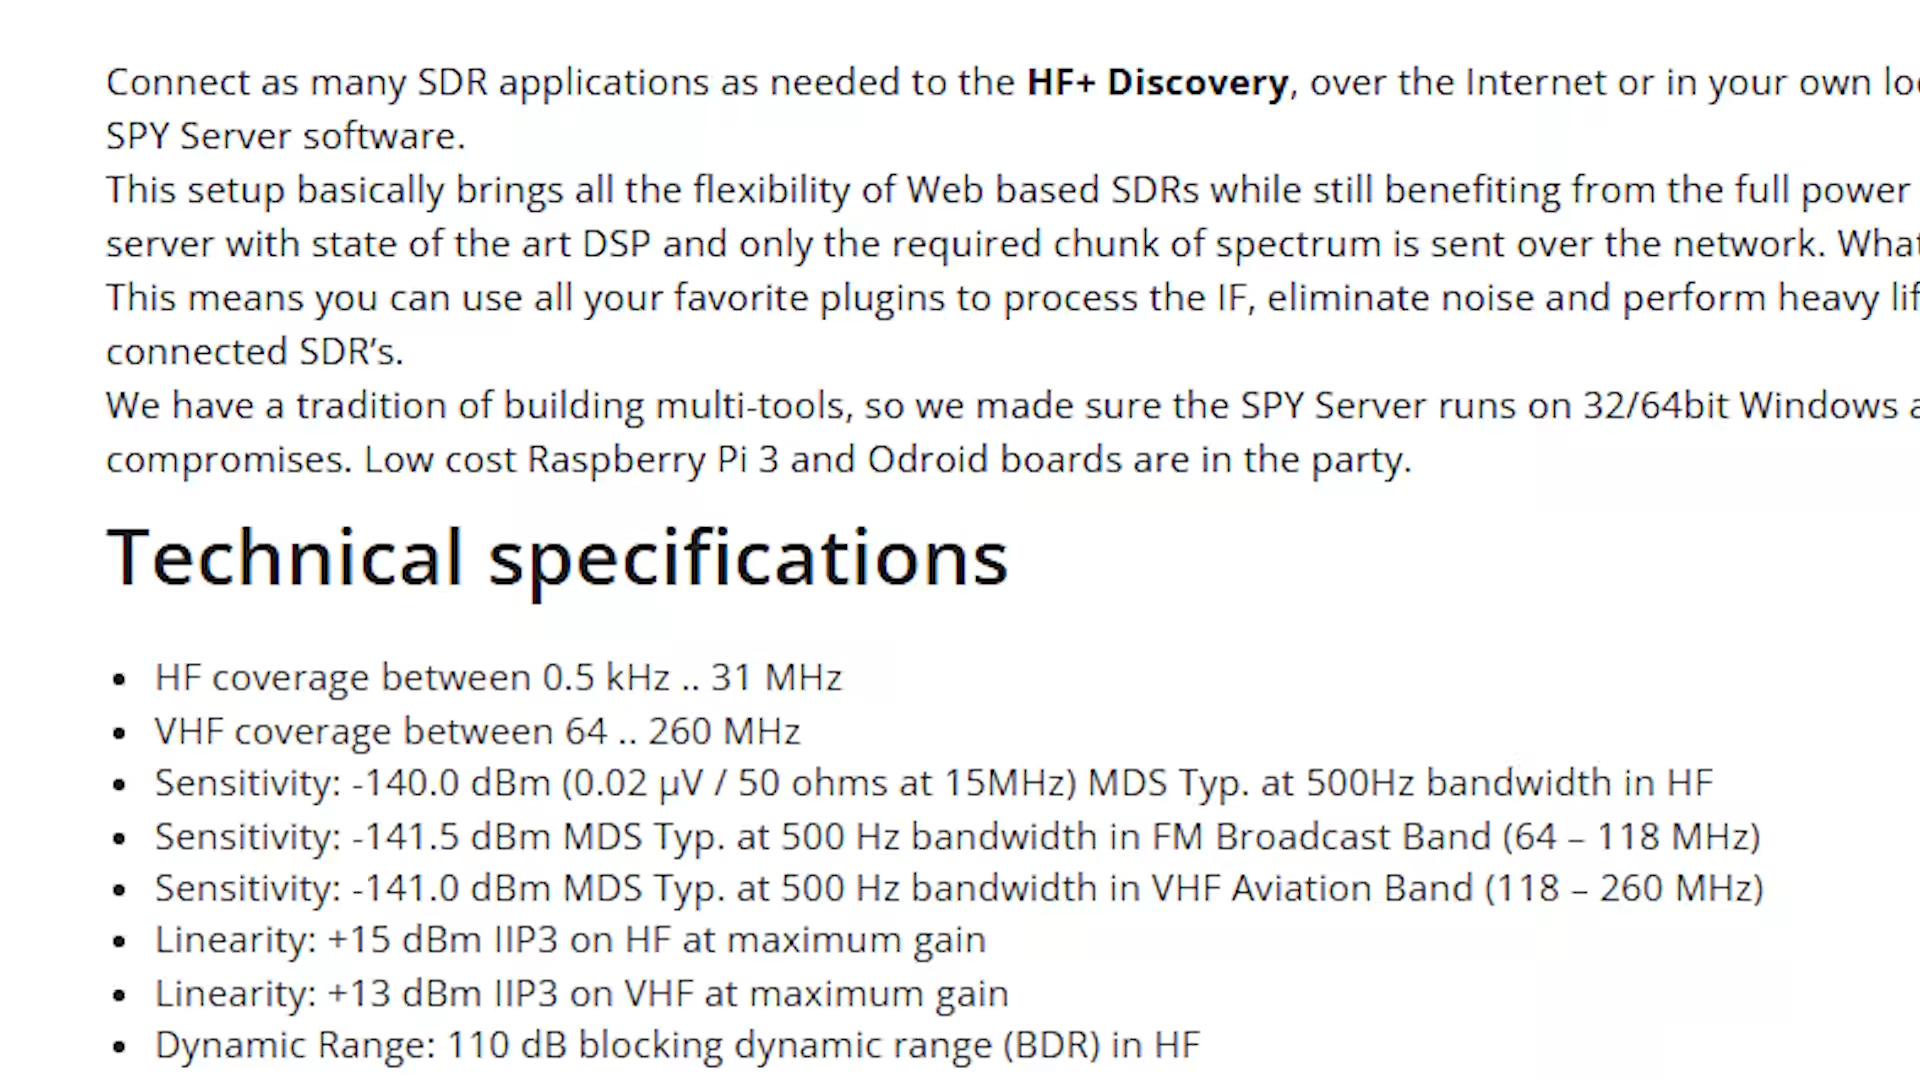 Connect as many SDR applications as needed to the HF+ Discovery, over the Internet or in your own
SPY Server software.
This setup basically brings all the flexibility of Web based SDRs while still benefiting from the full power
server with state of the art DSP and only the required chunk of spectrum is sent over the network. What
This means you can use all your favorite plugins to process the IF, eliminate noise and perform heavy
connected SDR’s.
We have a tradition of building multi-tools, so we made sure the SPY Server runs on 32/64bit Windows
compromises. Low cost Raspberry Pi 3 and Odroid boards are in the party.
Technical specifications
• HF coverage between 0.5 kHz .. 31 MHz
• VHF coverage between 64 .. 260 MHz
• Sensitivity: -140.0 dBm (0.02 µV / 50 ohms at 15MHz) MDS Typ. at 500Hz bandwidth in HF
• Sensitivity: -141.5 dBm MDS Typ. at 500 Hz bandwidth in FM Broadcast Band (64 – 118 MHz)
• Sensitivity: -141.0 dBm MDS Typ. at 500 Hz bandwidth in VHF Aviation Band (118 – 260 MHz)
• Linearity: +15 dBm IIP3 on HF at maximum gain
• Linearity: +13 dBm IIP3 on VHF at maximum gain
• Dynamic Range: 110 dB blocking dynamic range (BDR) in HF